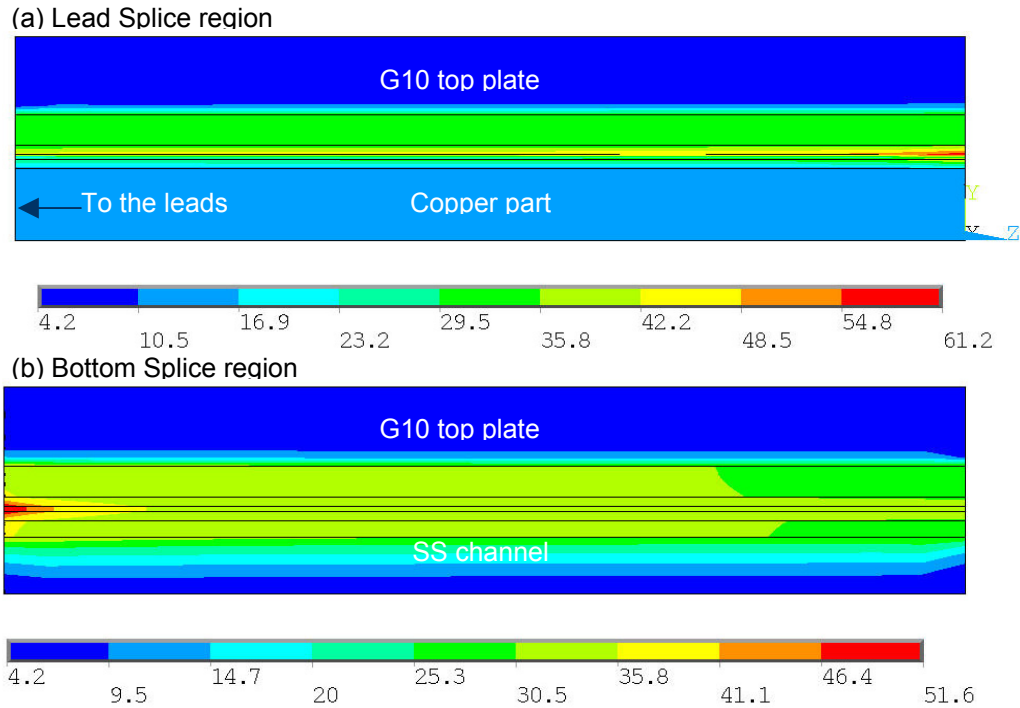 (a) Lead Splice region
G10 top plate
To the leads
Copper part
Y
X Z
4.2 16.9 29.5 42.2 54.8
10.5 23.2 35.8 48.5 61.2
(b) Bottom Splice region
G10 top plate
SS channel
4.2 14.7 25.3 35.8 46.4
9.5 20 30.5 41.1 51.6